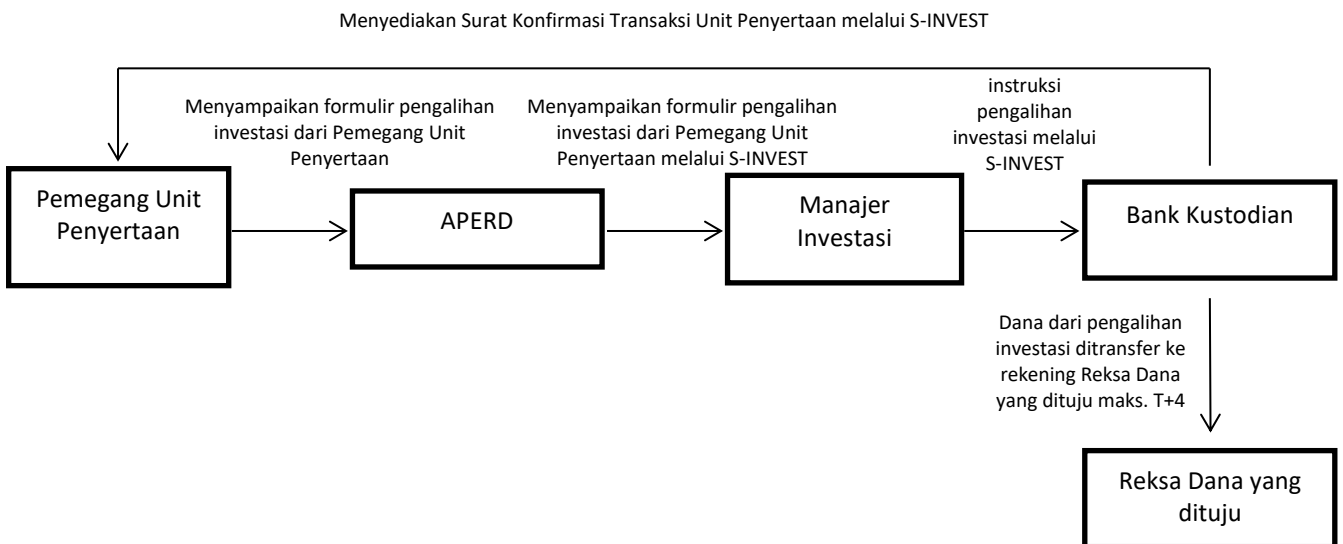 Menyediakan Surat Konfirmasi Transaksi Unit Penyertaan melalui S-INVEST
Menyampaikan formulir pengalihan
investasi dari Pemegang Unit
Penyertaan
Menyampaikan formulir pengalihan
investasi dari Pemegang Unit
Penyertaan melalui S-INVEST
instruksi
pengalihan
investasi melalui
S-INVEST
Pemegang Unit
Penyertaan
APERD
Manajer
Investasi
Bank Kustodian
Dana dari pengalihan
investasi ditransfer ke
rekening Reksa Dana
yang dituju maks. T+4
Reksa Dana yang
dituju